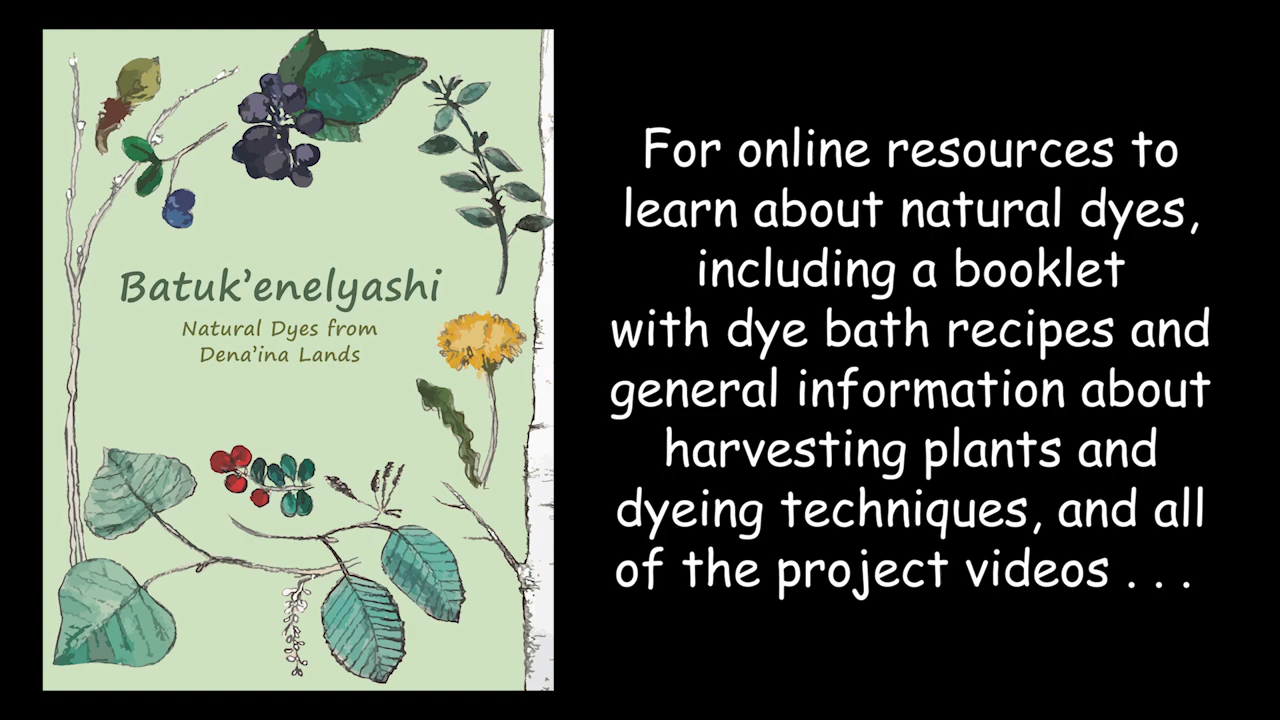 Batuk'enelyashi
Natural Dyes from
Dena'ina Lands
For online resources to
learn about natural dyes,
including a booklet
with dye bath recipes and
general information about
harvesting plants and
dyeing techniques, and all
of the project videos . . .